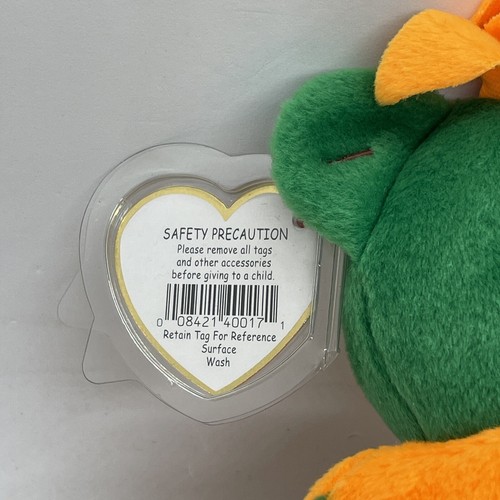 SAFETY PRECAUTION
Please remove all tags
and other accessories
before giving to a child.
0 08421 40017 1
Retain Tag For Reference
Surface
Wash